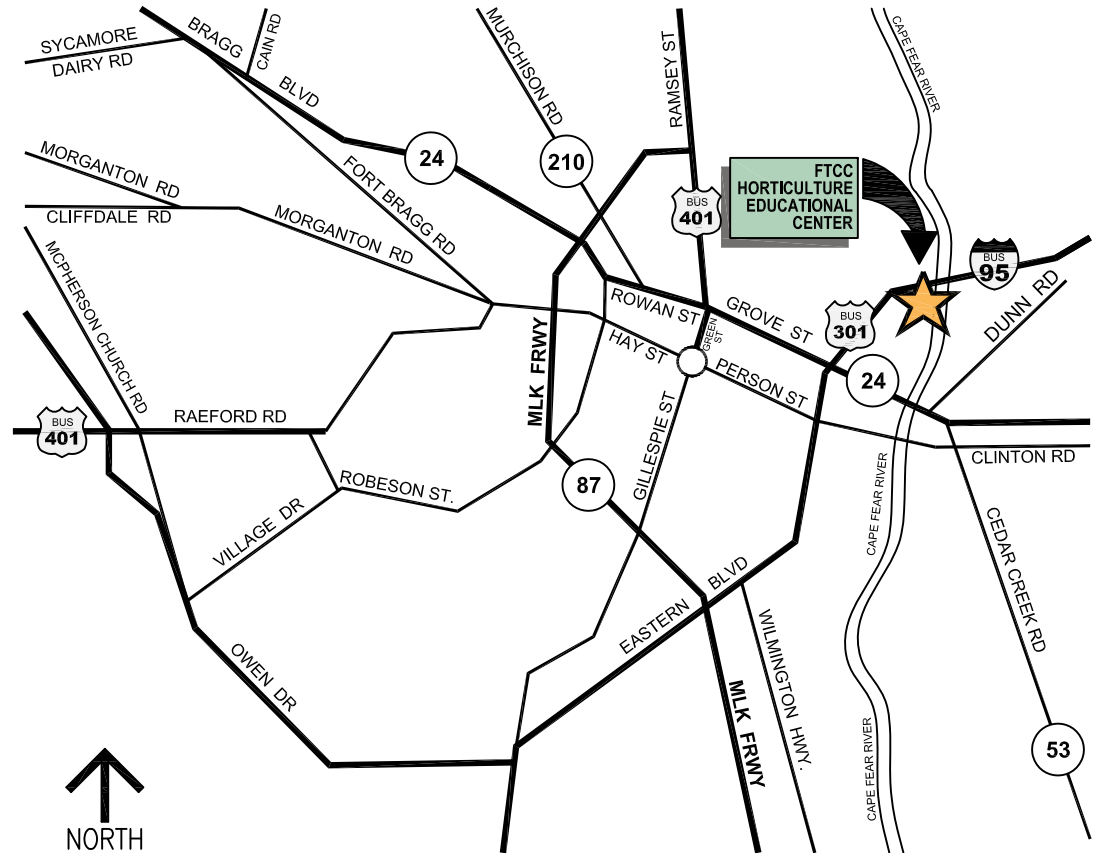 SYCAMORE
DAIRY RD
BRAGG
BLVD
CAIN RD
MURCHISON RD
RAMSEY ST
CAPE FEAR RIVER
24
210
FORT BRAGG RD
MORGANTON RD
CLIFFDALE RD
MORGANTON RD
BUS
401
FTCC
HORTICULTURE
EDUCATIONAL
CENTER
BUS
95
DUNN RD
MCPHERSON CHURCH RD
ROWAN ST
GROVE ST
GREEN
ST
BUS
301
HAY ST
PERSON ST
24
MLK FRWY
BUS
401
RAEFORD RD
GILLESPIE ST
CLINTON RD
ROBESON ST.
87
VILLAGE DR
CAPE FEAR RIVER
CEDAR CREEK RD
EASTERN
BLVD
WILMINGTON HWY.
OWEN DR
MLK FRWY
53
CAPE FEAR RIVER
NORTH